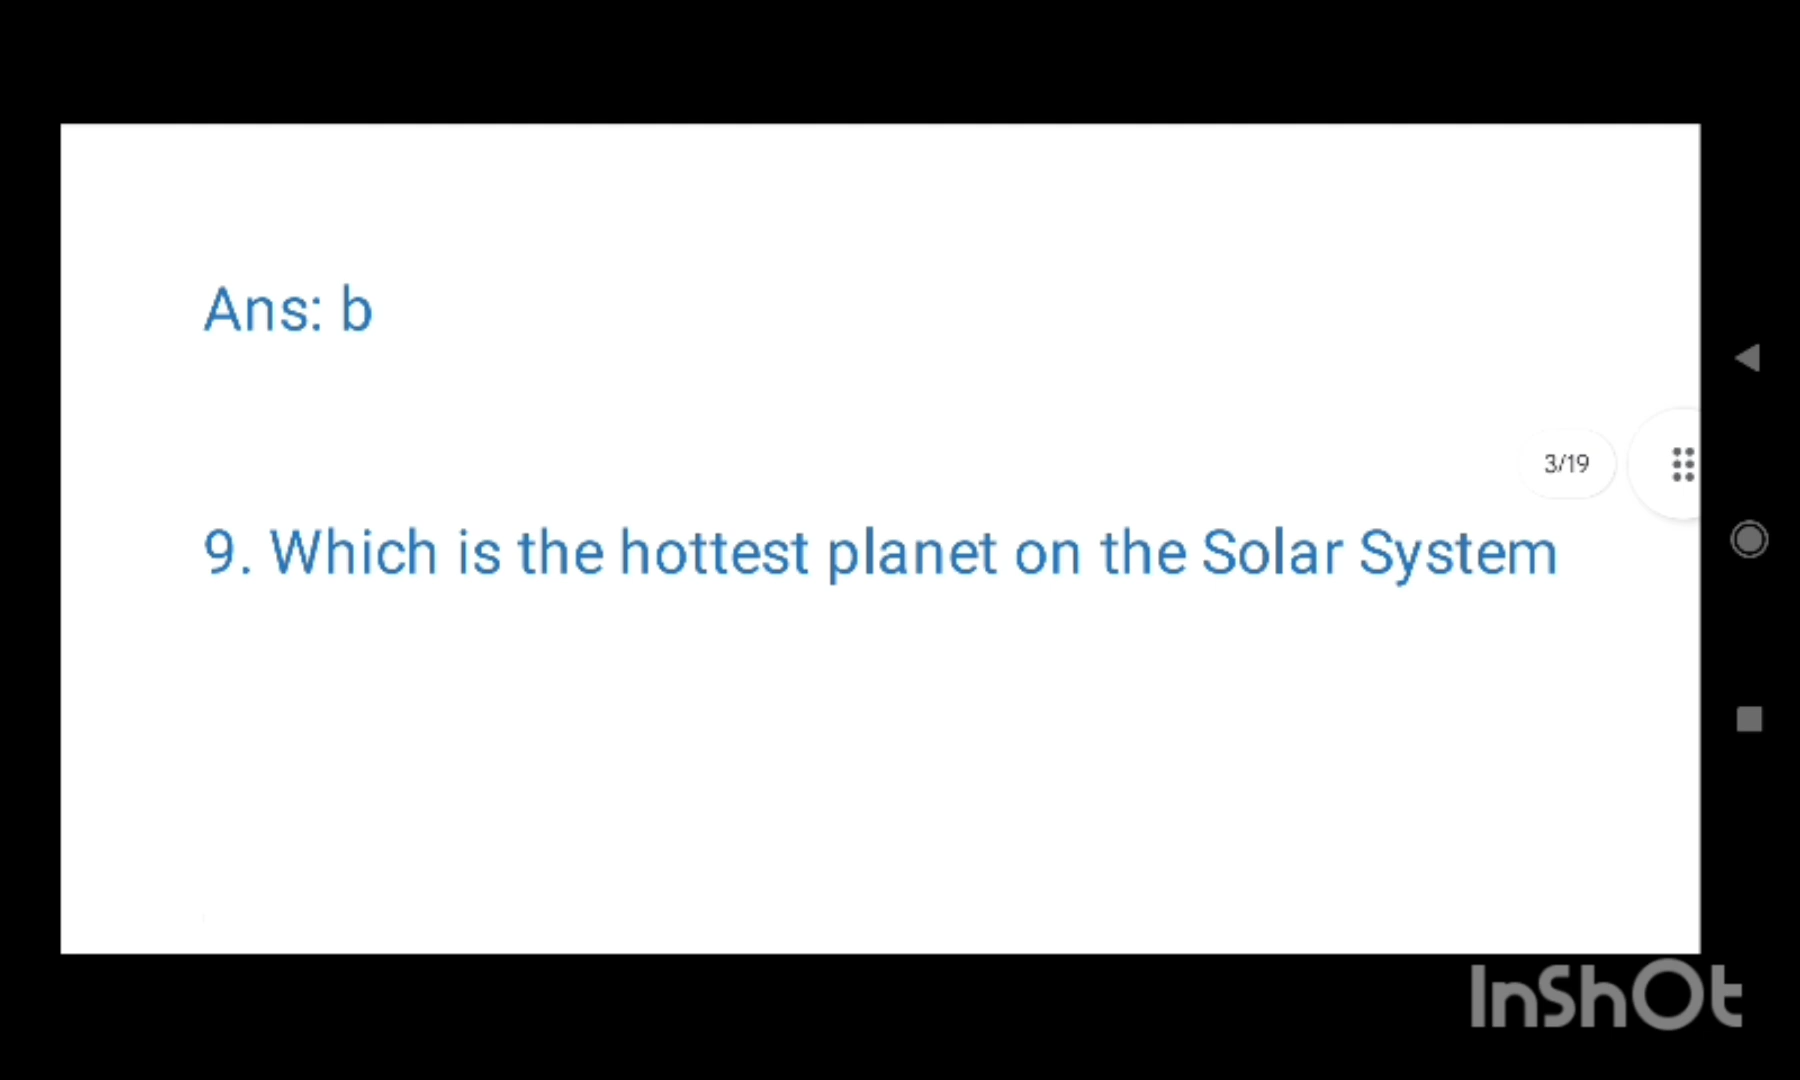 Ans: b
3/19
9. Which is the hottest planet on the Solar System
InShOt